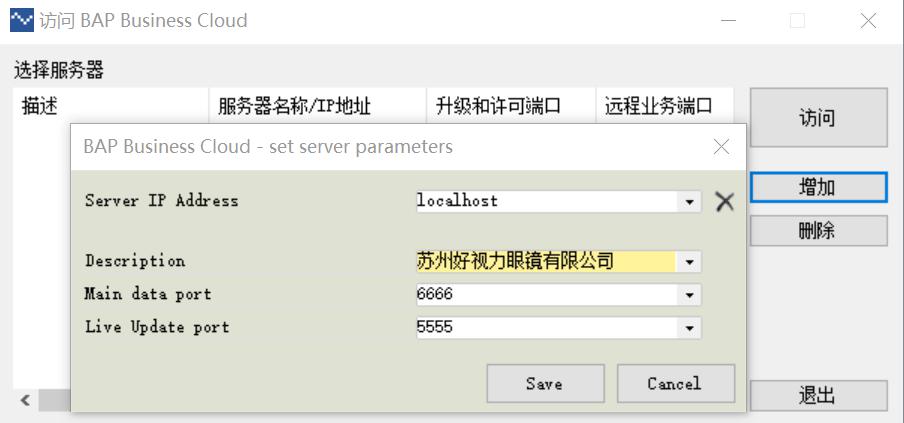 访问 BAP Business Cloud
选择服务器
描述 服务器名称/IP地址 升级和许可端口 远程业务端口
访问
BAP Business Cloud - set server parameters
增加
Server IP Address localhost
删除
Description 苏州好视力眼镜有限公司
Main data port 6666
Live Update port 5555
Save Cancel
退出